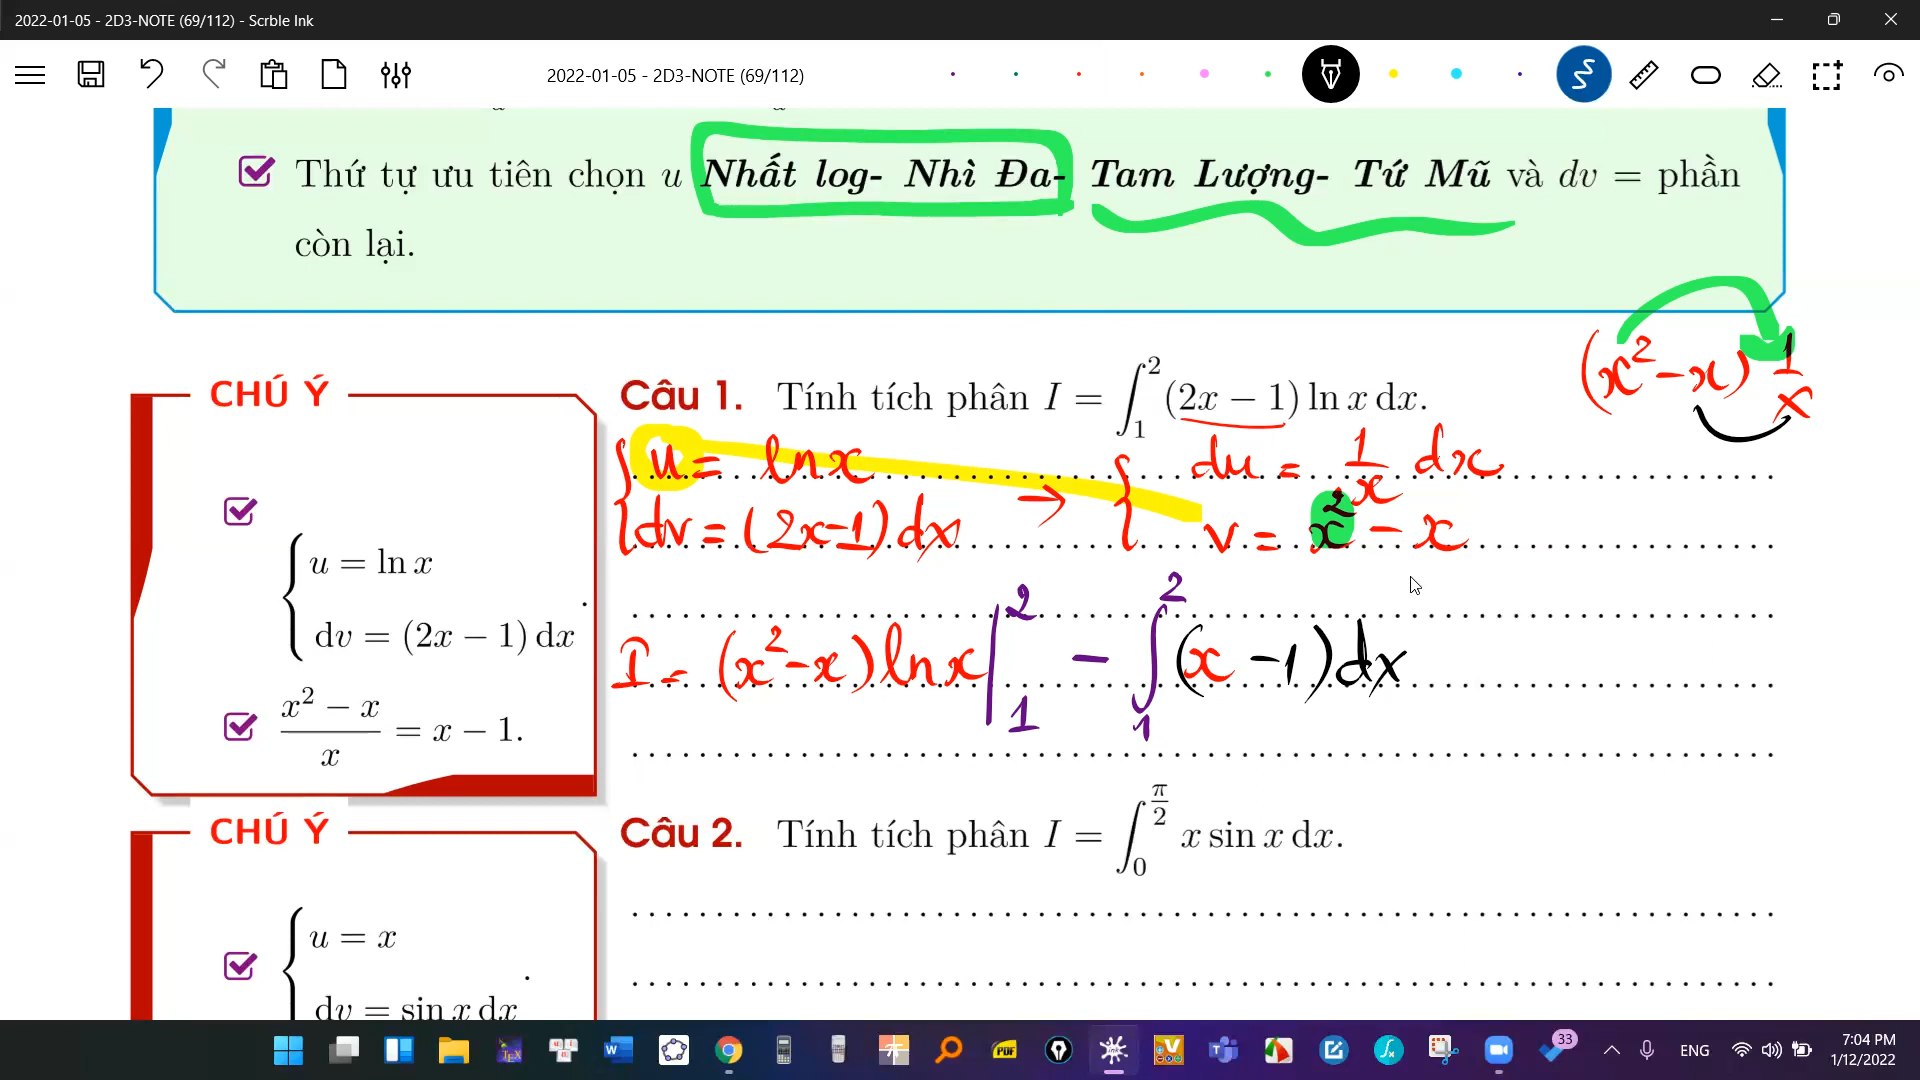 2022-01-05 - 2D3-NOTE (69/112) - Scrble Ink
2022-01-05 - 2D3-NOTE (69/112)
Thứ tự ưu tiên chọn u Nhất log- Nhì Đa- Tam Lượng- Tứ Mũ và dv = phần
còn lại.
(x² − x) 1/x
CHÚ Ý
u = ln x
dv = (2x − 1) dx .
(x² − x)/x = x − 1.
Câu 1. Tính tích phân I = ∫₁² (2x − 1) ln x dx.
{ u = ln x → { du = 1/x dx
dv = (2x−1) dx v = x² − x
I = (x² − x) ln x |₁² − ∫₁² (x − 1) dx
CHÚ Ý
u = x
dv = sin x dx .
Câu 2. Tính tích phân I = ∫₀^(π/2) x sin x dx.
33
ENG
7:04 PM
1/12/2022